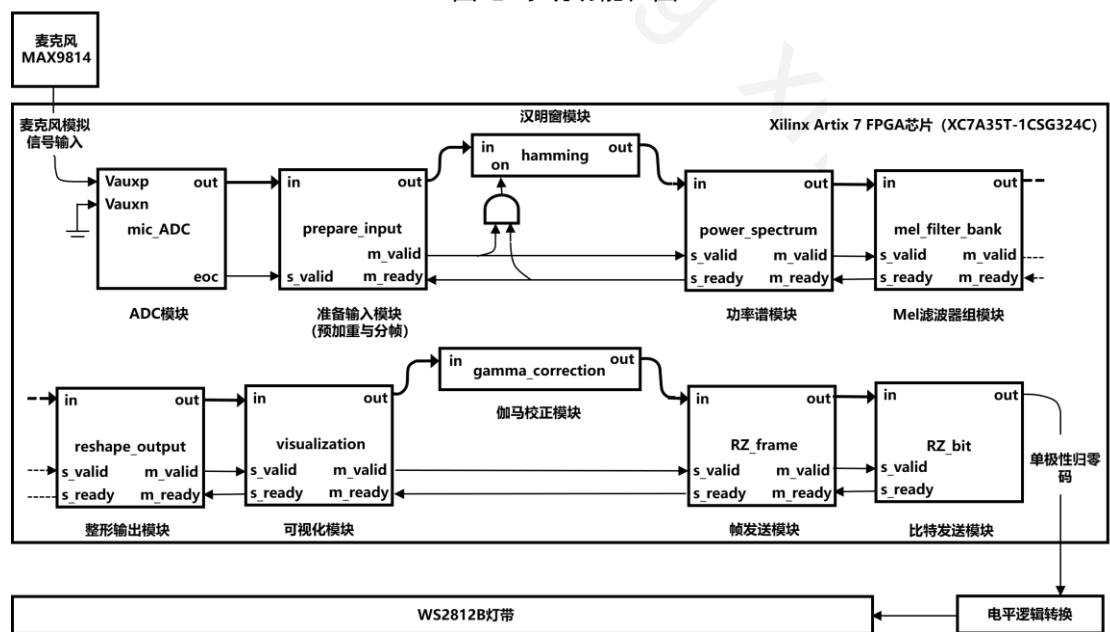 麦克风
MAX9814
麦克风模拟
信号输入
汉明窗模块
Xilinx Artix 7 FPGA芯片（XC7A35T-1CSG324C）
in
out
on
hamming
Vauxp
out
Vauxn
mic_ADC
eoc
ADC模块
in
out
prepare_input
m_valid
s_valid
m_ready
准备输入模块
（预加重与分帧）
in
out
power_spectrum
s_valid
m_valid
s_ready
m_ready
功率谱模块
in
out
mel_filter_bank
s_valid
m_valid
s_ready
m_ready
Mel滤波器组模块
in
out
reshape_output
s_valid
m_valid
s_ready
m_ready
整形输出模块
in
out
visualization
s_valid
m_valid
s_ready
m_ready
可视化模块
in
out
gamma_correction
伽马校正模块
in
out
RZ_frame
s_valid
m_valid
s_ready
m_ready
帧发送模块
in
out
RZ_bit
s_valid
s_ready
比特发送模块
单极性归零
码
WS2812B灯带
电平逻辑转换